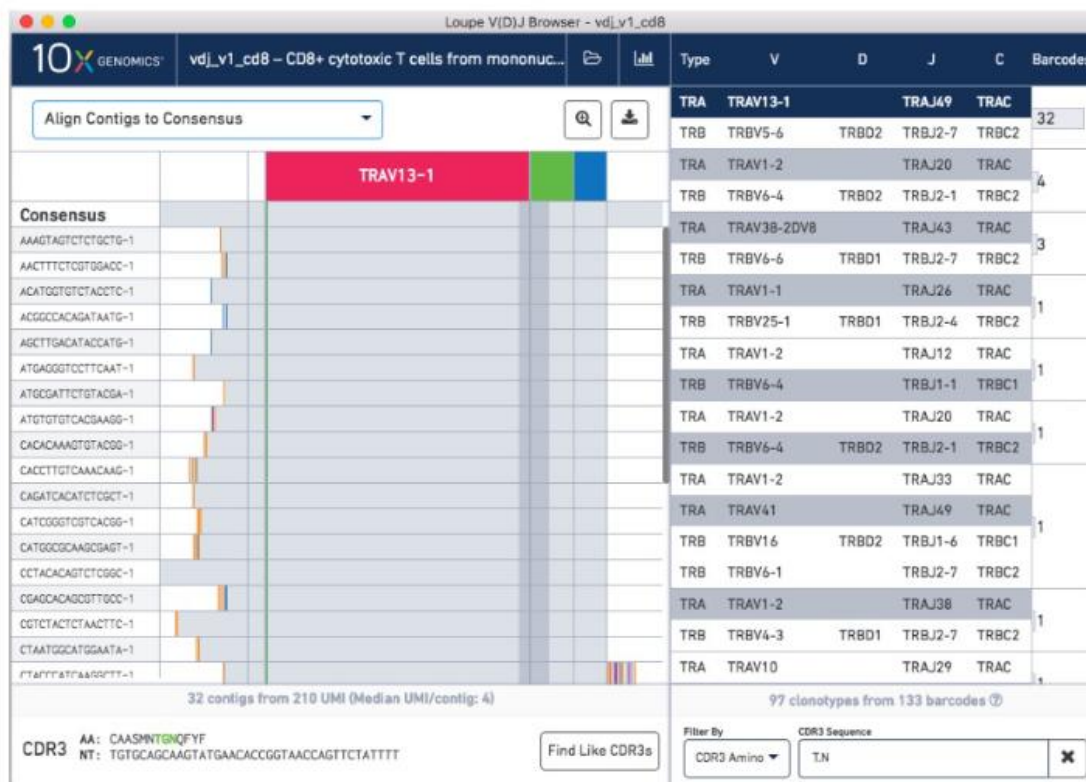 Loupe V(D)J Browser - vdj_v1_cd8
10X GENOMICS vdj_v1_cd8 – CD8+ cytotoxic T cells from mononuc...
Align Contigs to Consensus
TRAV13-1
Consensus
AAAGTAGTCTCTGCTG-1
AACTTTCTCGTGGACC-1
ACATGGTGTCTACCTC-1
ACGGCCACAGATAATG-1
AGCTTGACATACCATG-1
ATGAGGGTCCTTCAAT-1
ATGCGATTCTGTACGA-1
ATGTGTGTCACGAAGG-1
CACACAAAGTGTACGG-1
CACCTTGTCAAACAAG-1
CAGATCACATCTCGCT-1
CATCGGGTCGTCACGG-1
CATGGCGCAAGCGAGT-1
CCTACACAGTCTCGGC-1
CGAGCACAGCGTTGCC-1
CGTCTACTCTAACTTC-1
CTAATGGCATGGAATA-1
CTACCCATCAAGGCTT-1
32 contigs from 210 UMI (Median UMI/contig: 4)
CDR3 AA: CAASMNTGNQFYF
NT: TGTGCAGCAAGTATGAACACCGGTAACCAGTTCTATTTT
Find Like CDR3s
Type V D J C Barcodes
TRA TRAV13-1 TRAJ49 TRAC
32
TRB TRBV5-6 TRBD2 TRBJ2-7 TRBC2
TRA TRAV1-2 TRAJ20 TRAC
4
TRB TRBV6-4 TRBD2 TRBJ2-1 TRBC2
TRA TRAV38-2DV8 TRAJ43 TRAC
3
TRB TRBV6-6 TRBD1 TRBJ2-7 TRBC2
TRA TRAV1-1 TRAJ26 TRAC
1
TRB TRBV25-1 TRBD1 TRBJ2-4 TRBC2
TRA TRAV1-2 TRAJ12 TRAC
1
TRB TRBV6-4 TRBJ1-1 TRBC1
TRA TRAV1-2 TRAJ20 TRAC
1
TRB TRBV6-4 TRBD2 TRBJ2-1 TRBC2
TRA TRAV1-2 TRAJ33 TRAC
TRA TRAV41 TRAJ49 TRAC
1
TRB TRBV16 TRBD2 TRBJ1-6 TRBC1
TRB TRBV6-1 TRBJ2-7 TRBC2
TRA TRAV1-2 TRAJ38 TRAC
1
TRB TRBV4-3 TRBD1 TRBJ2-7 TRBC2
TRA TRAV10 TRAJ29 TRAC
1
97 clonotypes from 133 barcodes ?
Filter By CDR3 Sequence
CDR3 Amino T.N